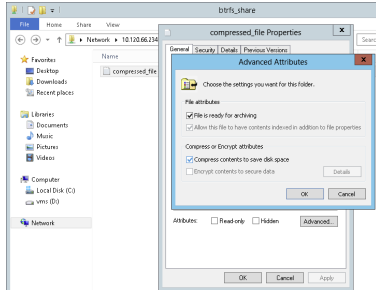 btrfs_share
File
Home
Share
View
Network
10.120.66.234
Favorites
Desktop
Downloads
Recent places
Libraries
Documents
Music
Pictures
Videos
Computer
Local Disk (C:)
vms (D:)
Network
Name
compressed_file
compressed_file Properties
x
General
Security
Details
Previous Versions
Advanced Attributes
x
Choose the settings you want for this folder.
File attributes
File is ready for archiving
Allow this file to have contents indexed in addition to file properties
Compress or Encrypt attributes
Compress contents to save disk space
Encrypt contents to secure data
Details
OK
Cancel
Attributes:
Read-only
Hidden
Advanced...
OK
Cancel
Apply